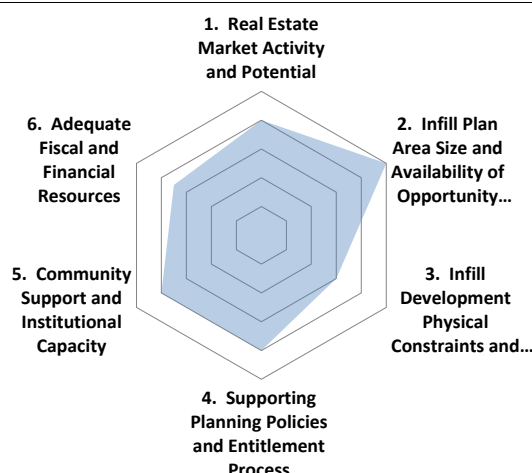 1. Real Estate
Market Activity
and Potential
2. Infill Plan
Area Size and
Availability of
Opportunity…
3. Infill
Development
Physical
Constraints and…
4. Supporting
Planning Policies
and Entitlement
Process
5. Community
Support and
Institutional
Capacity
6. Adequate
Fiscal and
Financial
Resources